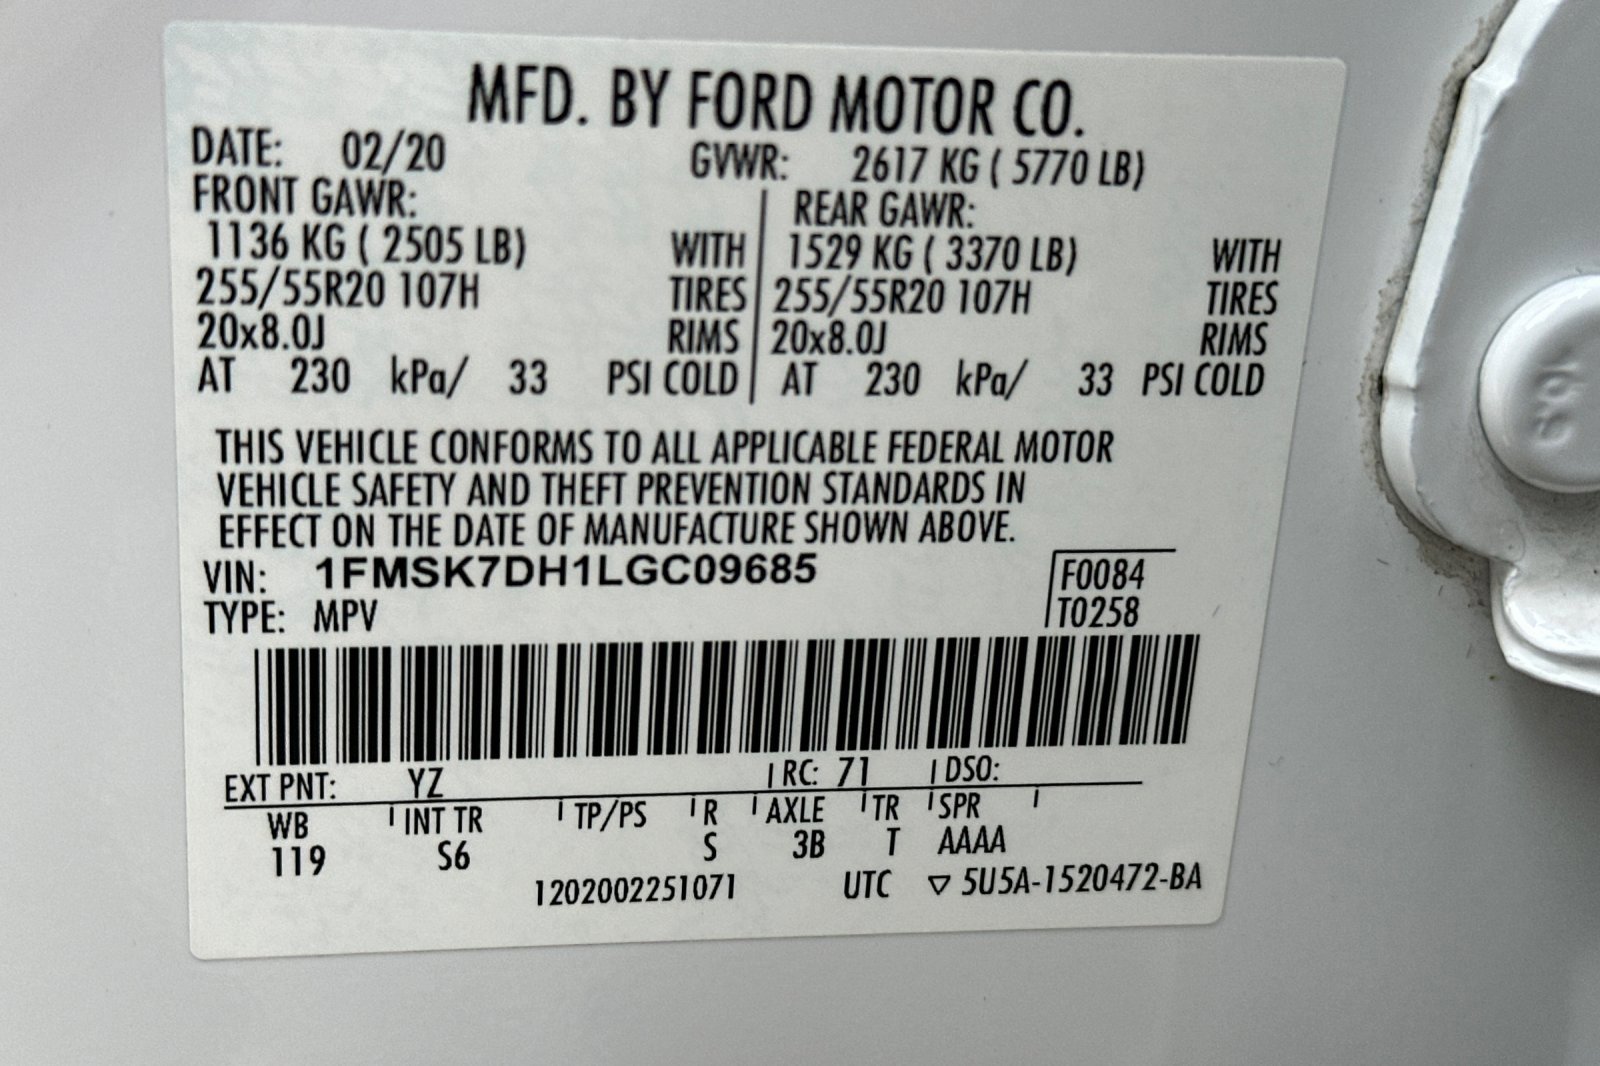 MFD. BY FORD MOTOR CO.
DATE: 02/20 GVWR: 2617 KG ( 5770 LB)
FRONT GAWR: REAR GAWR:
1136 KG ( 2505 LB) WITH 1529 KG ( 3370 LB) WITH
255/55R20 107H TIRES 255/55R20 107H TIRES
20x8.0J RIMS 20x8.0J RIMS
AT 230 kPa/ 33 PSI COLD AT 230 kPa/ 33 PSI COLD
THIS VEHICLE CONFORMS TO ALL APPLICABLE FEDERAL MOTOR
VEHICLE SAFETY AND THEFT PREVENTION STANDARDS IN
EFFECT ON THE DATE OF MANUFACTURE SHOWN ABOVE.
VIN: 1FMSK7DH1LGC09685 F0084
TYPE: MPV T0258
EXT PNT: YZ RC: 71 DSO:
WB INT TR TP/PS R AXLE TR SPR
119 S6 S 3B T AAAA
1202002251071 UTC ▽ 5U5A-1520472-BA